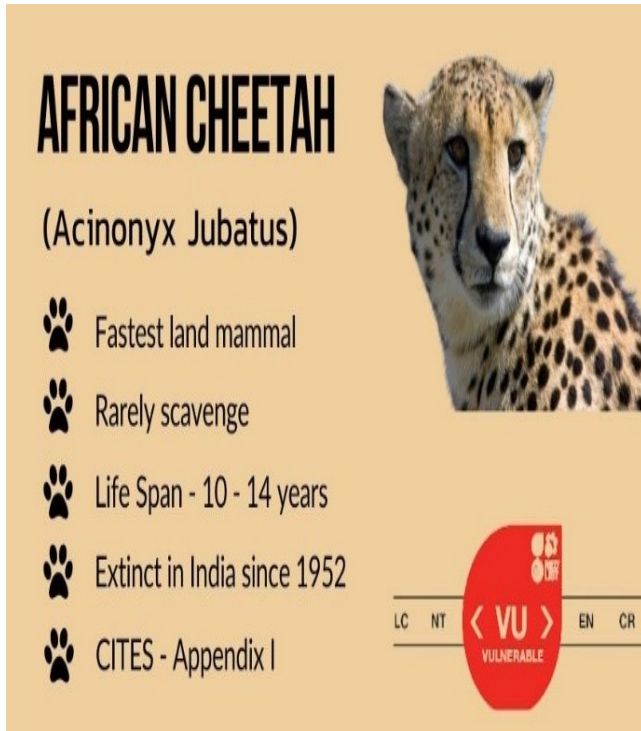 AFRICAN CHEETAH
(Acinonyx Jubatus)
Fastest land mammal
Rarely scavenge
Life Span - 10 - 14 years
Extinct in India since 1952
CITES - Appendix I
LC NT < VU > EN CR
VULNERABLE